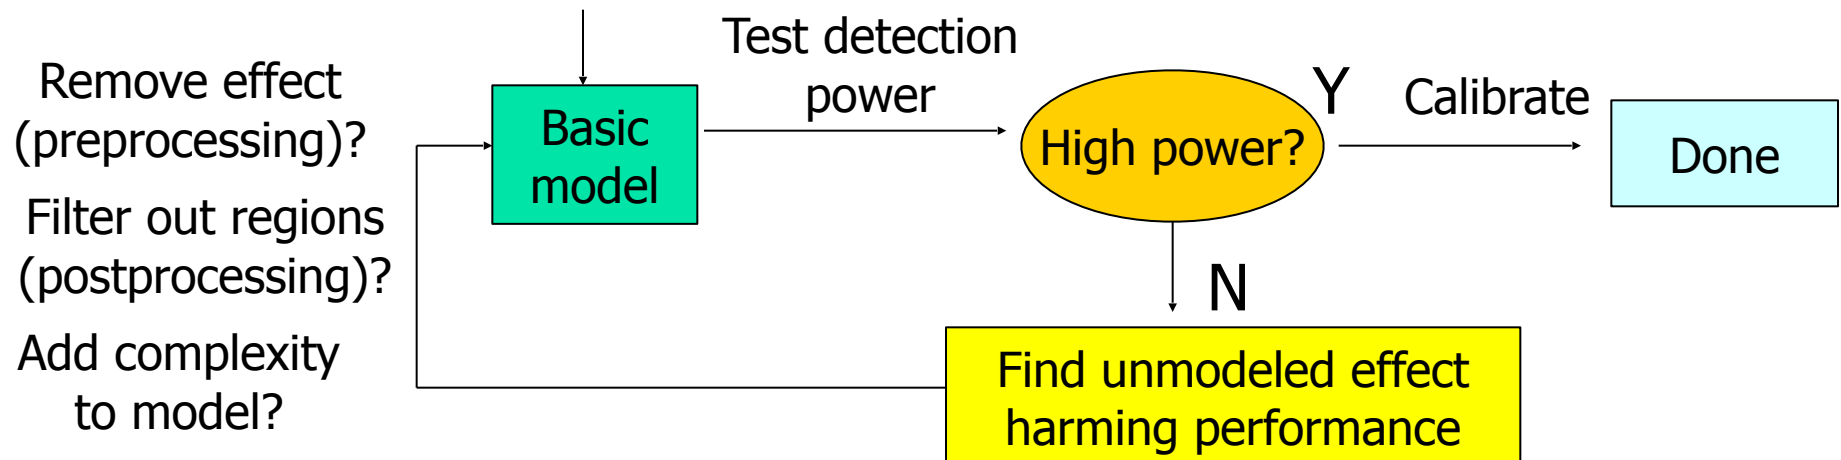 Remove effect
(preprocessing)?
Filter out regions
(postprocessing)?
Add complexity
to model?
Basic
model
Test detection
power
High power?
Y
Calibrate
Done
N
Find unmodeled effect
harming performance